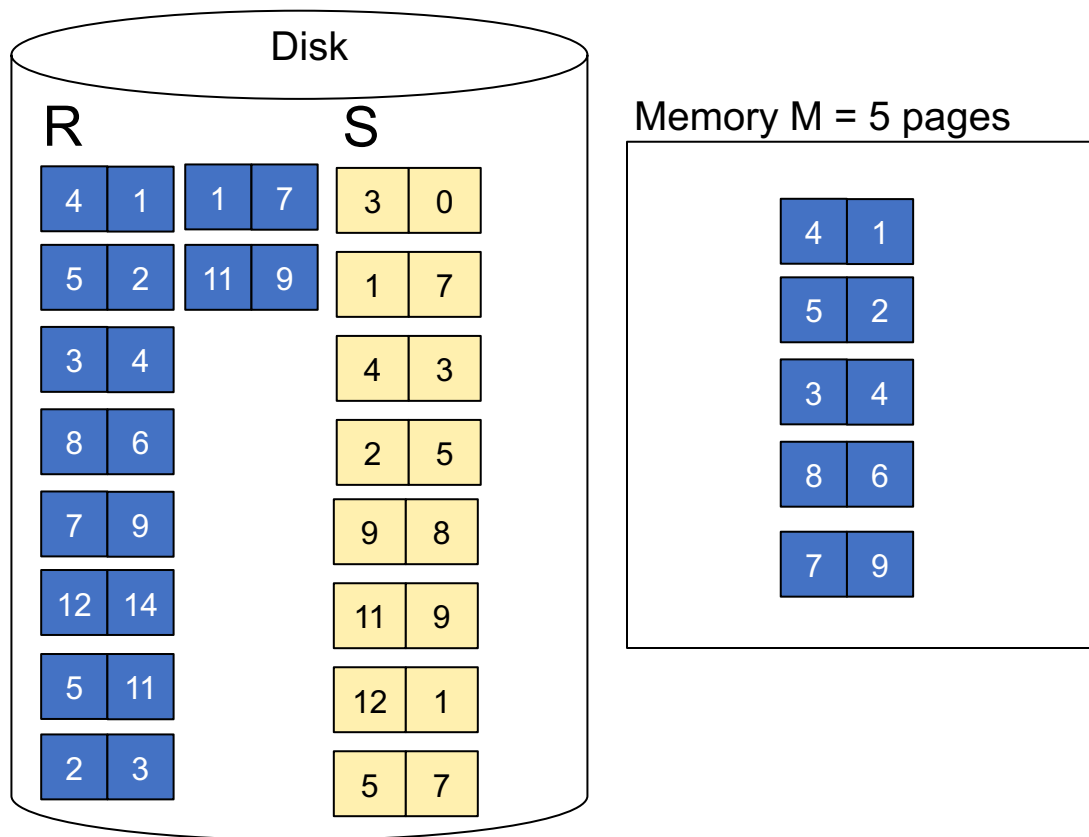 Disk
R S
Memory M = 5 pages
4 1 1 7 3 0
4 1
5 2 11 9 1 7
5 2
3 4 4 3
3 4
8 6 2 5
8 6
7 9 9 8
7 9
12 14 11 9
5 11 12 1
2 3 5 7